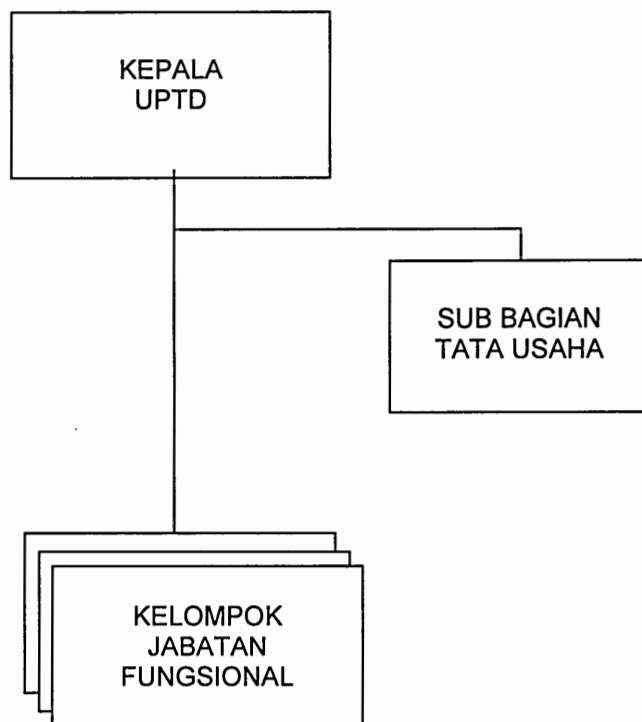 KEPALA
UPTD
SUB BAGIAN
TATA USAHA
KELOMPOK
JABATAN
FUNGSIONAL